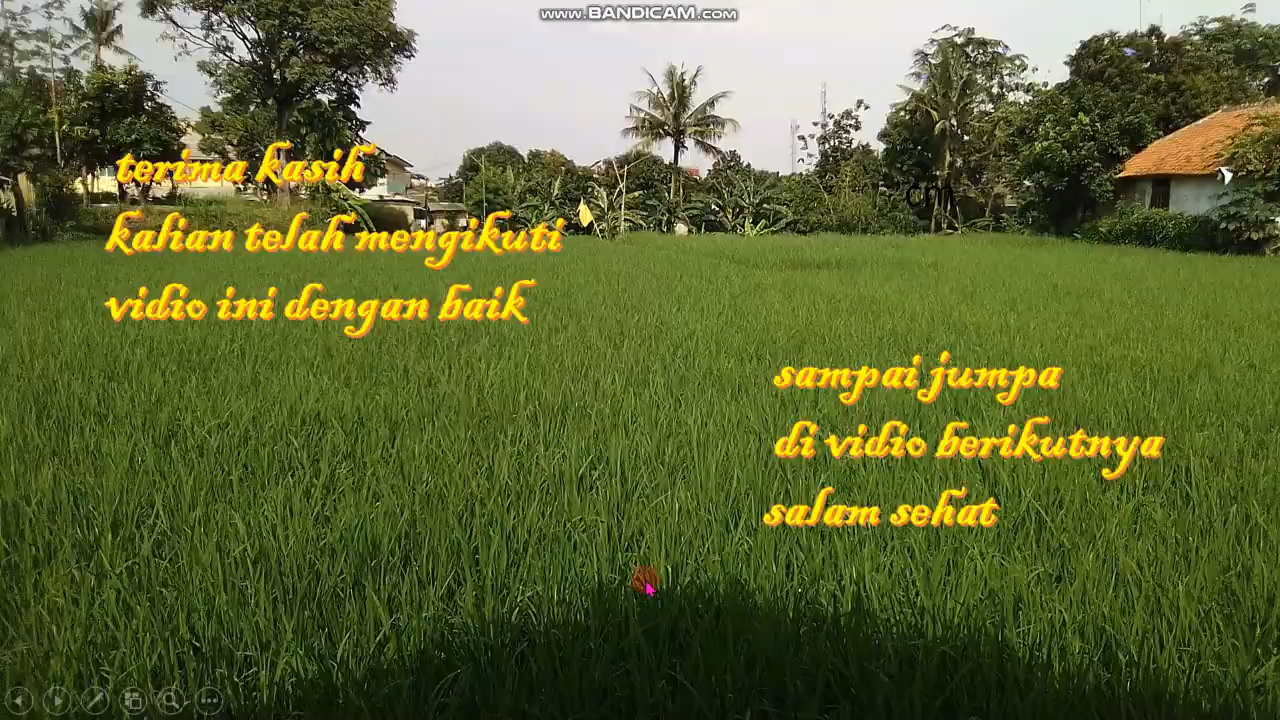 www.BANDICAM.com
terima kasih
kalian telah mengikuti
vidio ini dengan baik
cm
sampai jumpa
di vidio berikutnya
salam sehat